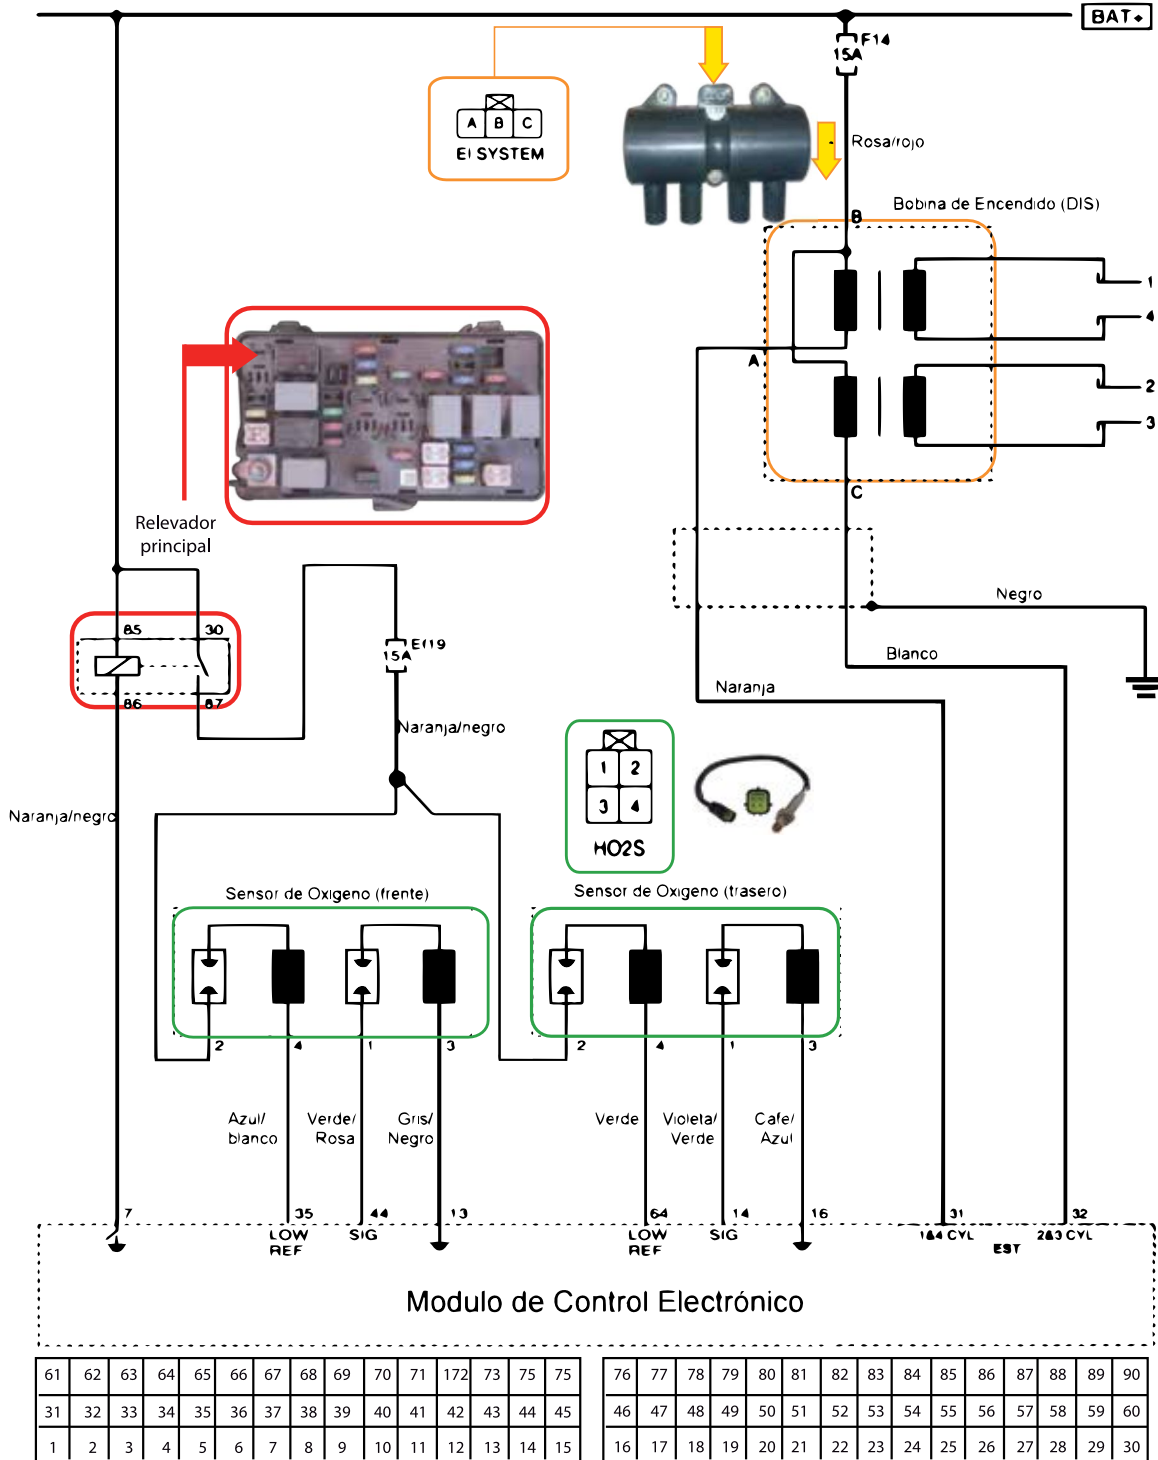 BAT+
F14
15A
A B C
EI SYSTEM
Rosa/rojo
Bobina de Encendido (DIS)
B
1
4
A
2
3
C
Relevador
principal
Negro
85 30
86 87
15A
Blanco
Naranja
Naranja/negro
1 2
3 4
HO2S
Naranja/negro
Sensor de Oxigeno (frente)
Sensor de Oxigeno (trasero)
2 4 1 3
2 4 1 3
Azul/
blanco
Verde/
Rosa
Gris/
Negro
Verde
Violeta/
Verde
Cafe/
Azul
7 35 44 13 64 14 16 31 32
LOW
REF
SIG
LOW
REF
SIG
1&4 CYL
EST
2&3 CYL
Modulo de Control Electrónico
61 62 63 64 65 66 67 68 69 70 71 172 73 75 75
31 32 33 34 35 36 37 38 39 40 41 42 43 44 45
1 2 3 4 5 6 7 8 9 10 11 12 13 14 15
76 77 78 79 80 81 82 83 84 85 86 87 88 89 90
46 47 48 49 50 51 52 53 54 55 56 57 58 59 60
16 17 18 19 20 21 22 23 24 25 26 27 28 29 30